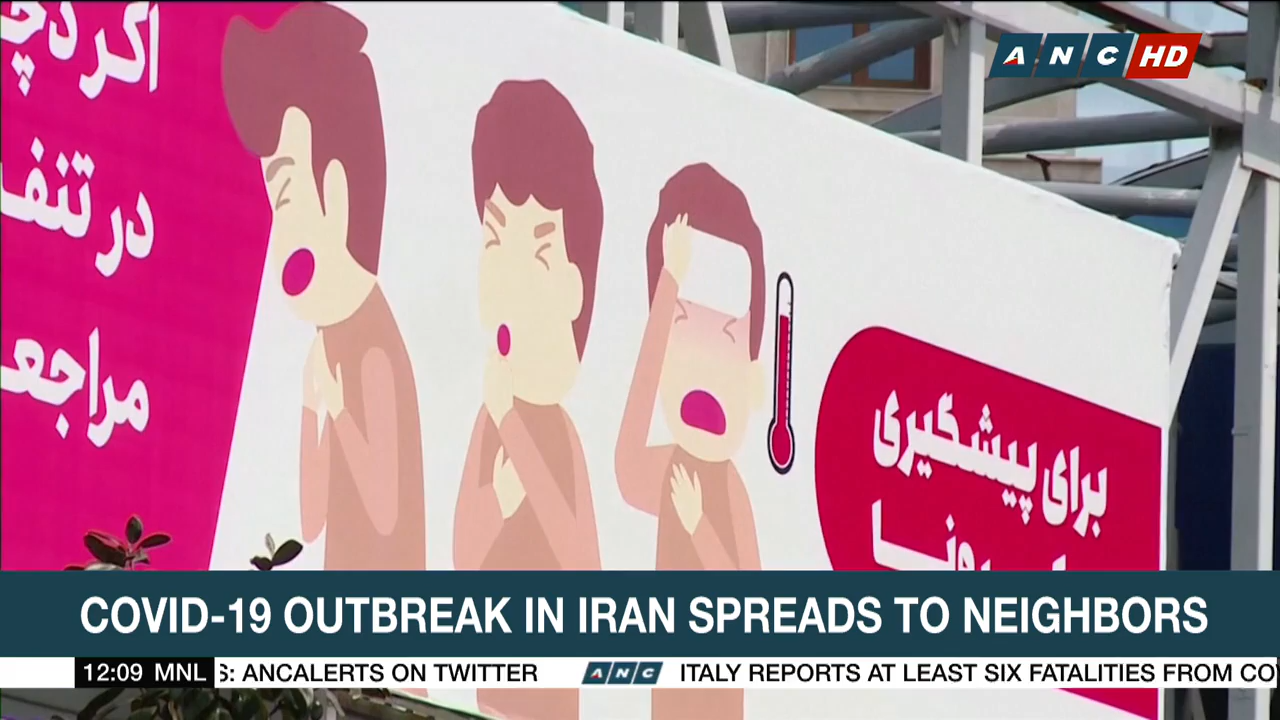 ANC HD
اگر دچ
در تنف
مراجع
برای پیشگیری
COVID-19 OUTBREAK IN IRAN SPREADS TO NEIGHBORS
12:09 MNL
S: ANCALERTS ON TWITTER
ANC
ITALY REPORTS AT LEAST SIX FATALITIES FROM CO